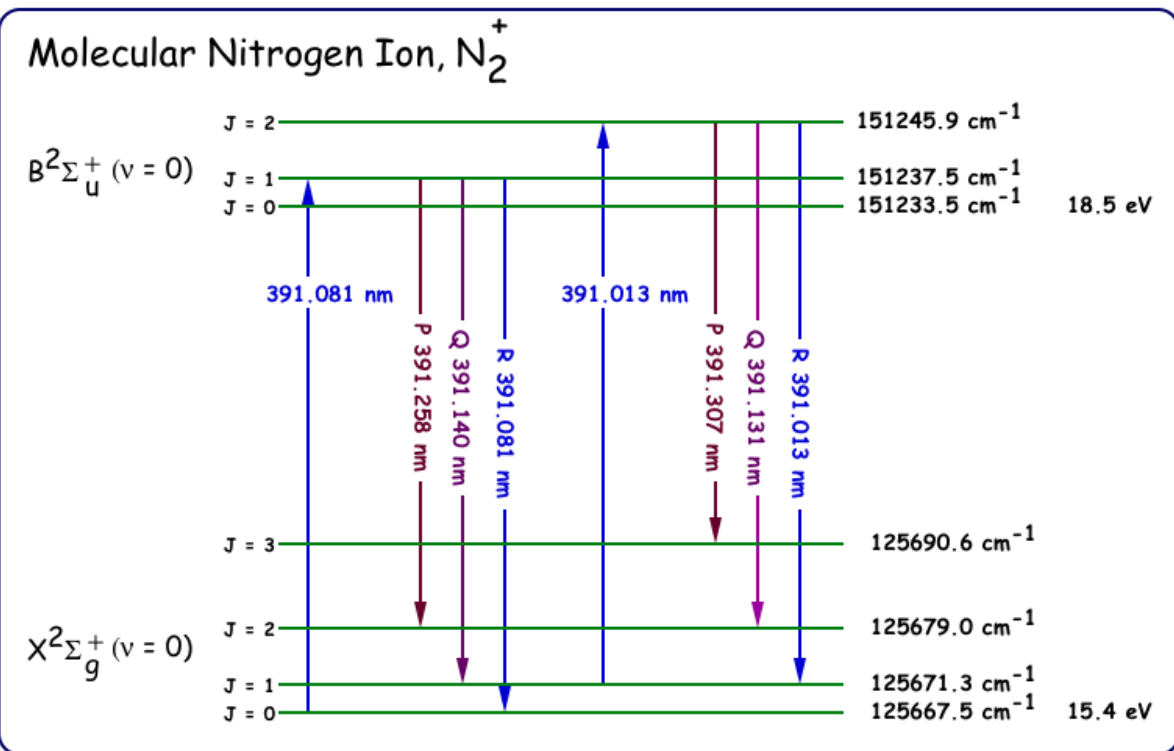 Molecular Nitrogen Ion, N₂⁺
J = 2 151245.9 cm⁻¹
B²Σᵤ⁺ (ν = 0)
J = 1 151237.5 cm⁻¹
J = 0 151233.5 cm⁻¹ 18.5 eV
391.081 nm 391.013 nm
P 391.258 nm
Q 391.140 nm
R 391.081 nm
P 391.307 nm
Q 391.131 nm
R 391.013 nm
J = 3 125690.6 cm⁻¹
J = 2 125679.0 cm⁻¹
X²Σg⁺ (ν = 0)
J = 1 125671.3 cm⁻¹
J = 0 125667.5 cm⁻¹ 15.4 eV